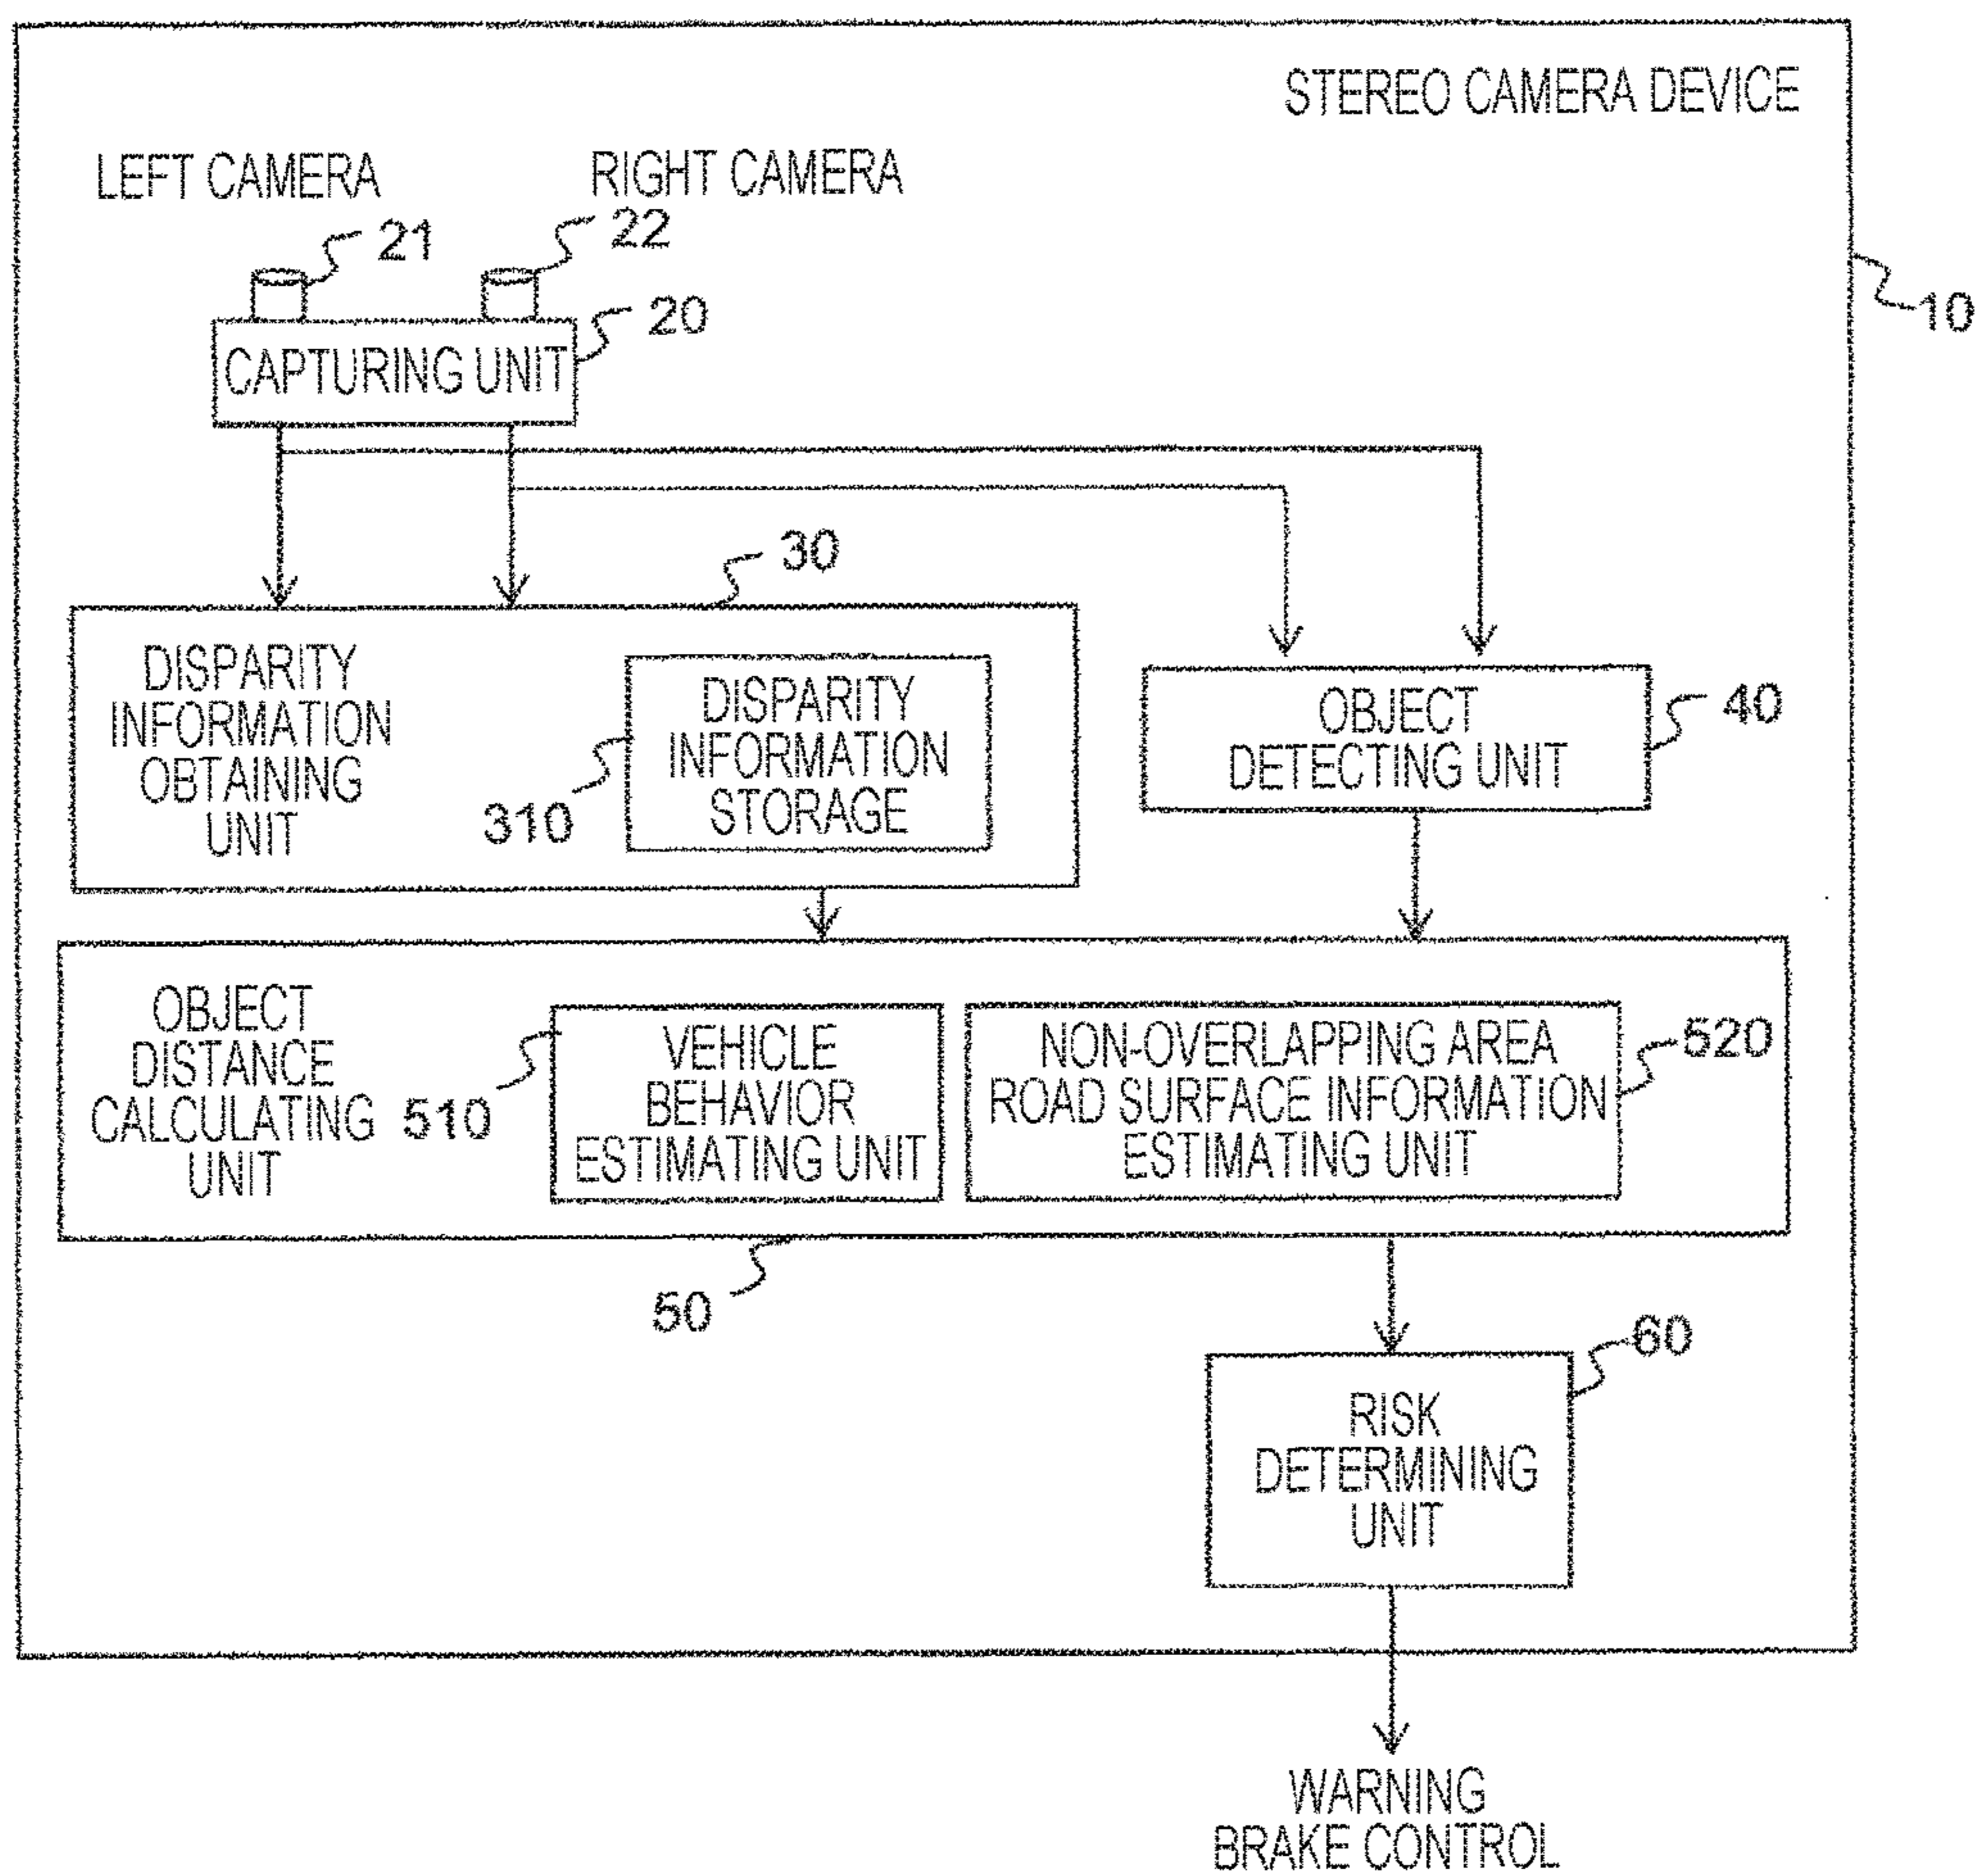 STEREO CAMERA DEVICE
LEFT CAMERA
RIGHT CAMERA
21
22
20
10
CAPTURING UNIT
30
DISPARITY
INFORMATION
OBTAINING
UNIT
DISPARITY
INFORMATION
STORAGE
310
OBJECT
DETECTING UNIT
40
OBJECT
DISTANCE
CALCULATING
UNIT
510
VEHICLE
BEHAVIOR
ESTIMATING UNIT
NON-OVERLAPPING AREA
ROAD SURFACE INFORMATION
ESTIMATING UNIT
520
50
60
RISK
DETERMINING
UNIT
WARNING
BRAKE CONTROL